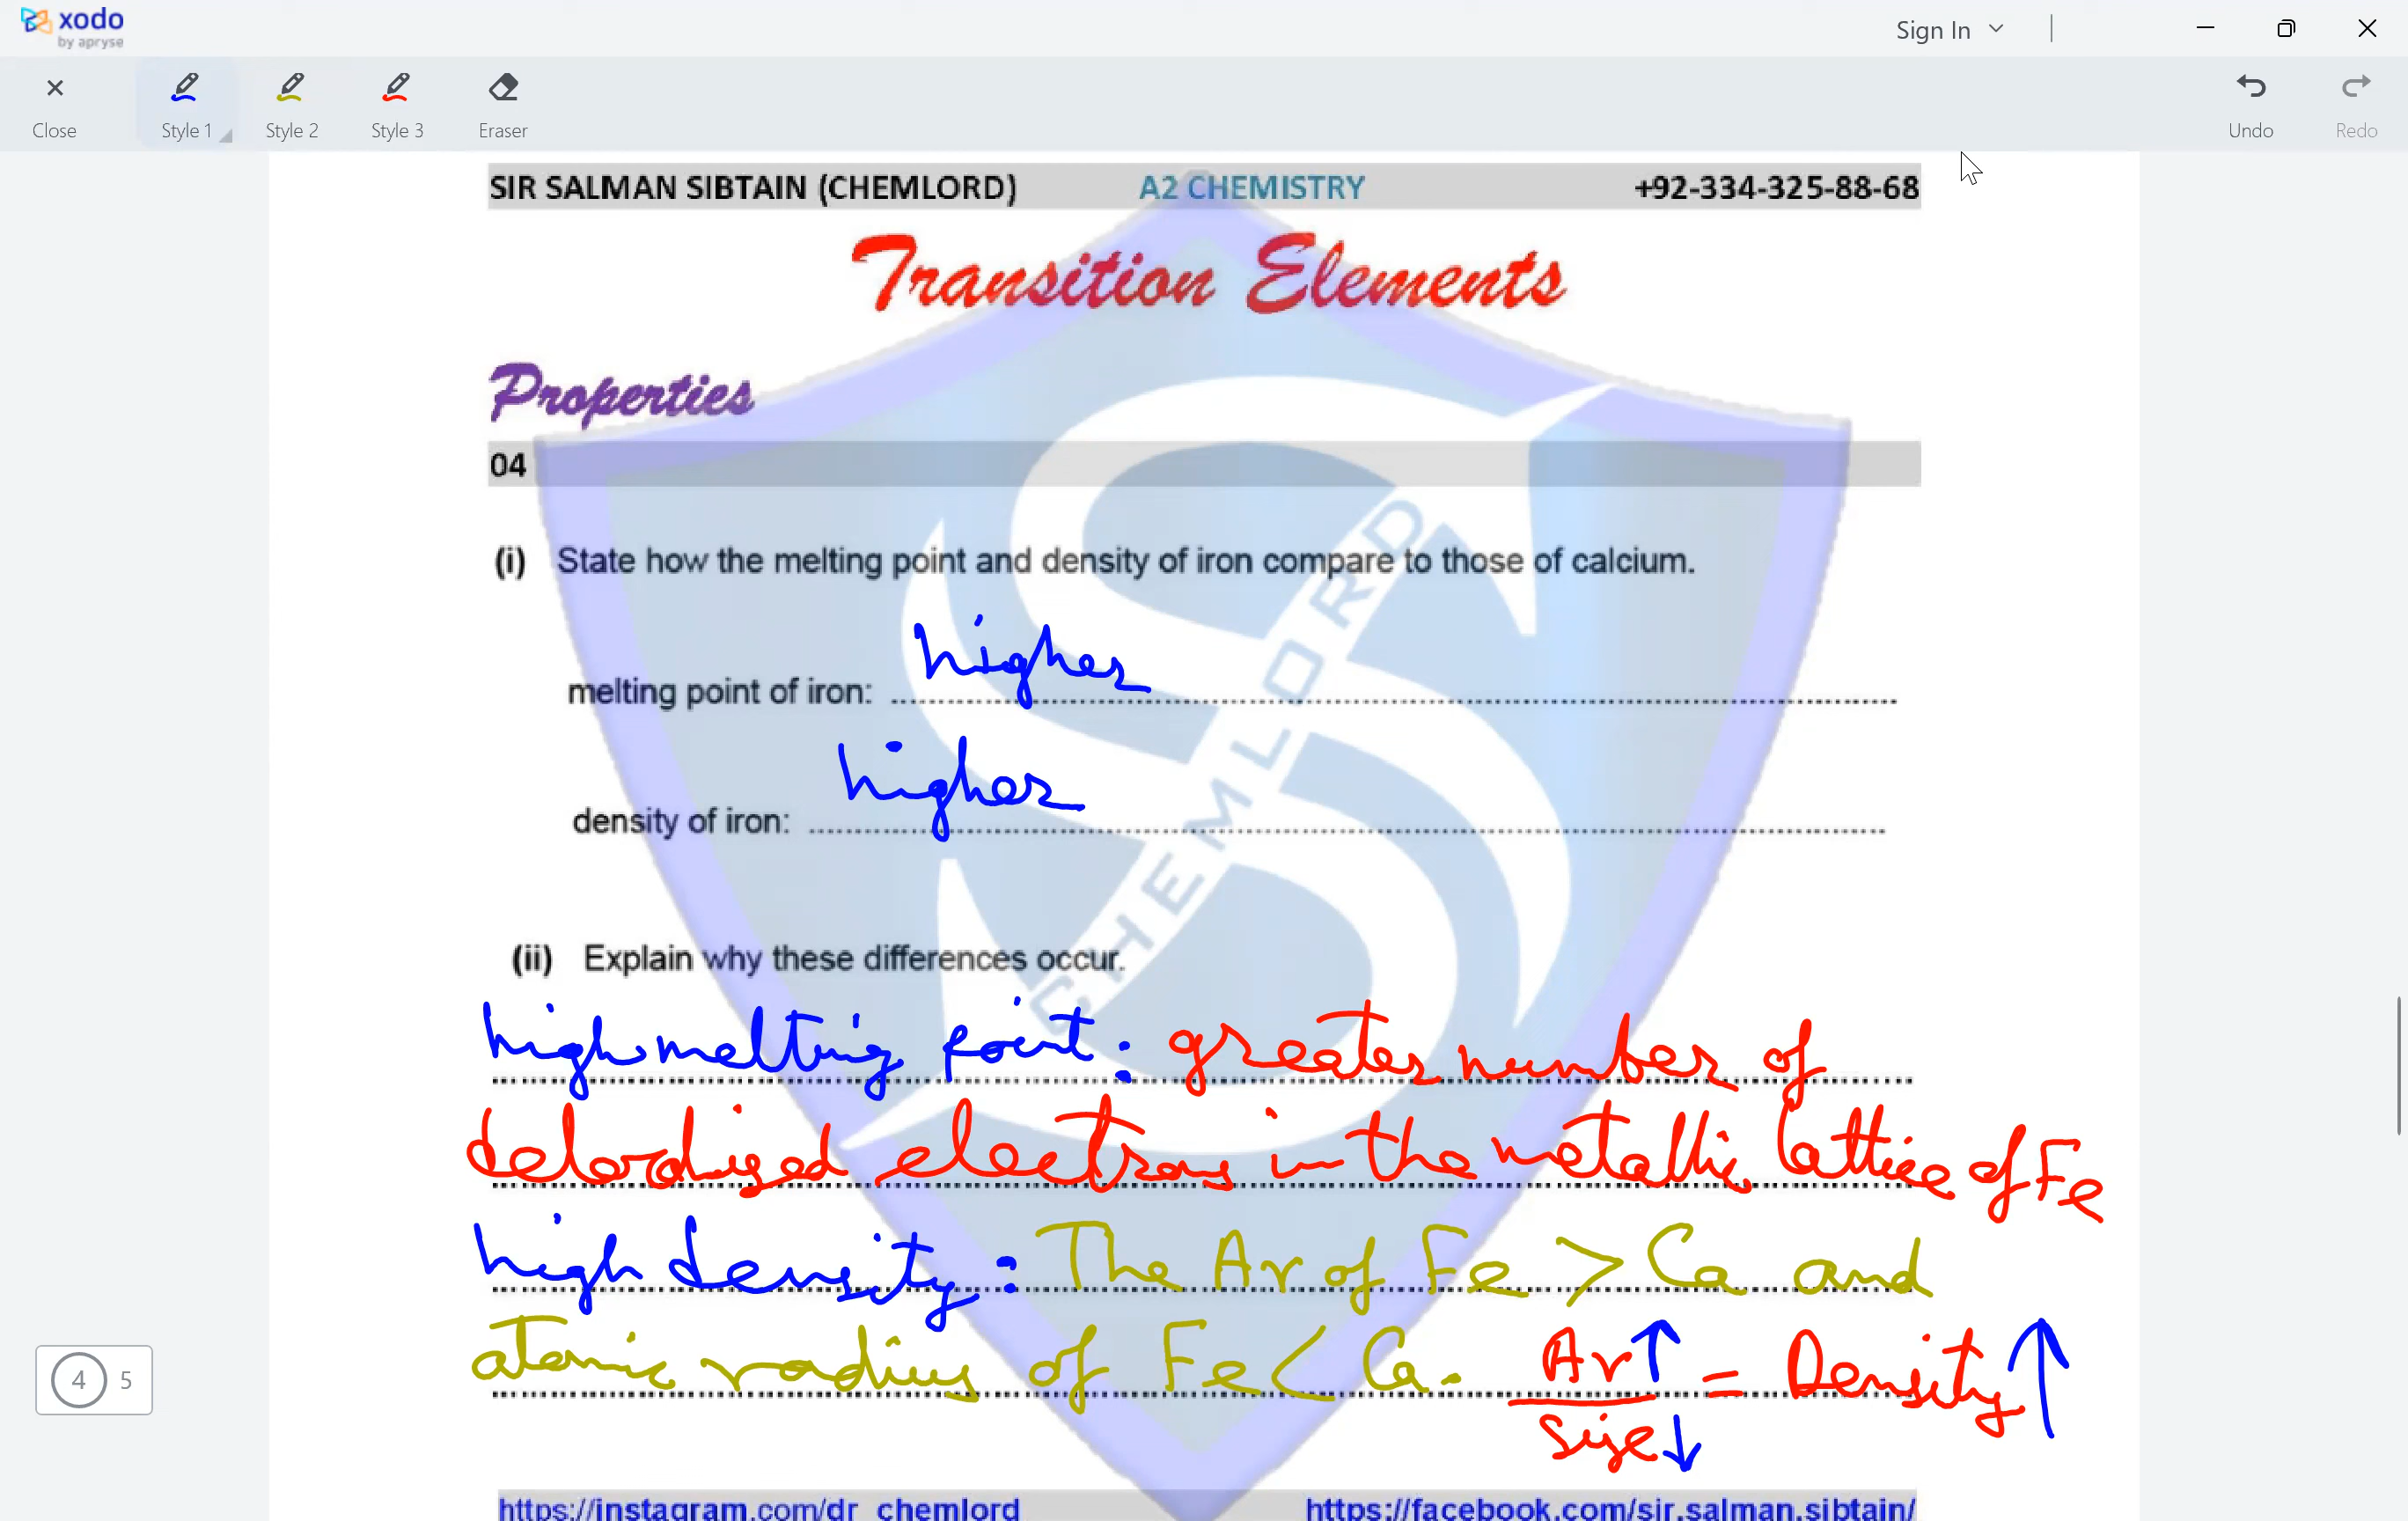 xodo
by apryse
Sign In
Close
Style 1
Style 2
Style 3
Eraser
Undo
Redo
SIR SALMAN SIBTAIN (CHEMLORD) A2 CHEMISTRY +92-334-325-88-68
Transition Elements
Properties
04
(i) State how the melting point and density of iron compare to those of calcium.
melting point of iron: higher
density of iron: higher
CHEMLORD
(ii) Explain why these differences occur.
high melting point : greater number of
delocalized electrons in the metallic lattice of Fe
high density : The Ar of Fe > Ca and
atomic radius of Fe < Ca. Ar↑ / Size↓ = Density ↑
4 5
https://instagram.com/dr_chemlord https://facebook.com/sir.salman.sibtain/